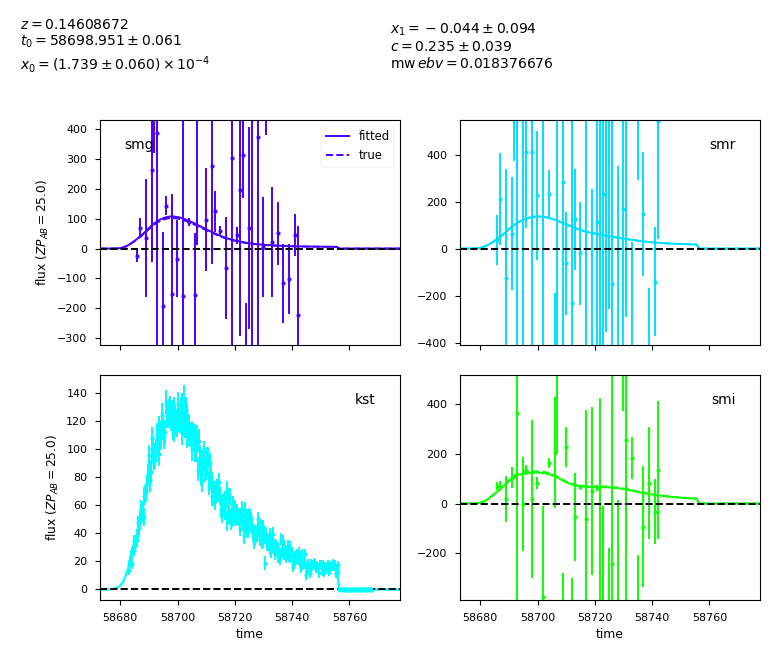 z = 0.14608672
t₀ = 58698.951 ± 0.061
x₀ = (1.739 ± 0.060) × 10⁻⁴
x₁ = −0.044 ± 0.094
c = 0.235 ± 0.039
mw ebv = 0.018376676
smg
fitted
true
400
300
200
100
0
−100
−200
−300
flux (ZP_AB = 25.0)
smr
400
200
0
−200
−400
kst
140
120
100
80
60
40
20
0
flux (ZP_AB = 25.0)
58680 58700 58720 58740 58760
time
smi
400
200
0
−200
58680 58700 58720 58740 58760
time